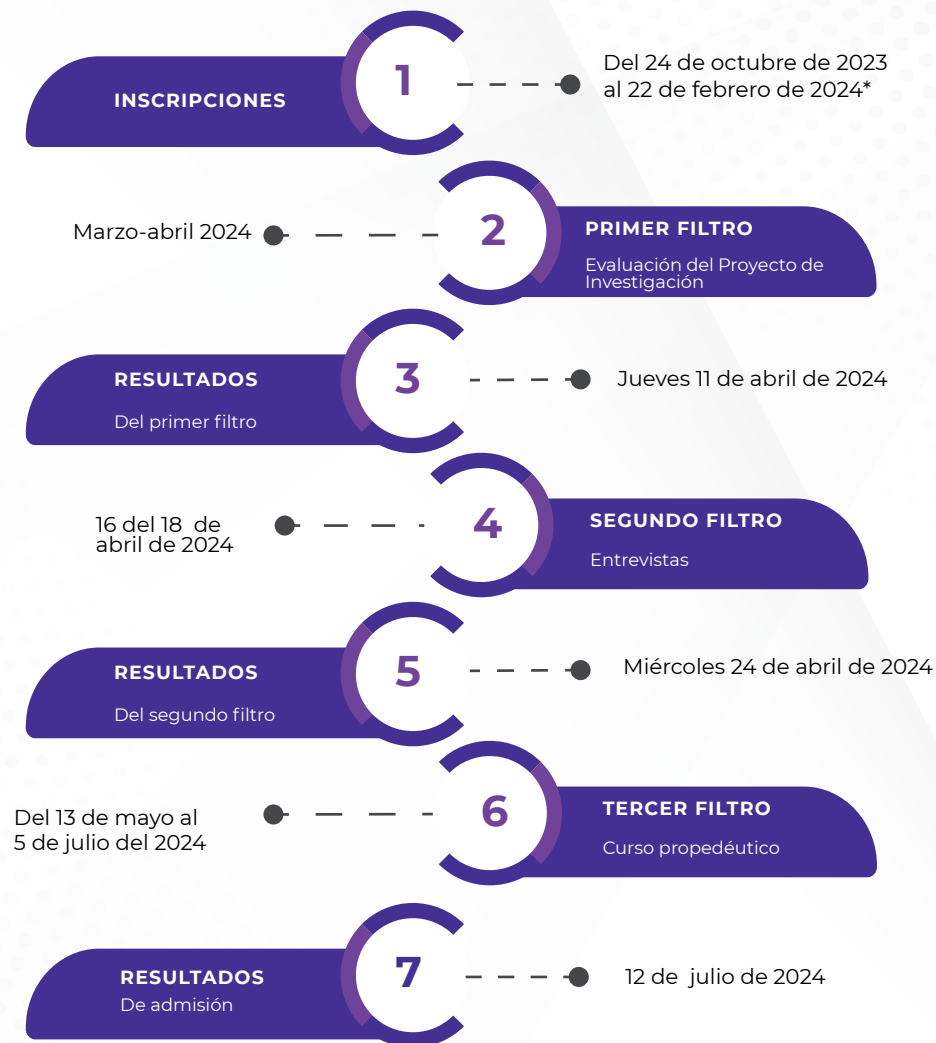 1
INSCRIPCIONES
Del 24 de octubre de 2023
al 22 de febrero de 2024*
Marzo-abril 2024
2
PRIMER FILTRO
Evaluación del Proyecto de
Investigación
RESULTADOS
Del primer filtro
3
Jueves 11 de abril de 2024
16 del 18 de
abril de 2024
4
SEGUNDO FILTRO
Entrevistas
RESULTADOS
Del segundo filtro
5
Miércoles 24 de abril de 2024
Del 13 de mayo al
5 de julio del 2024
6
TERCER FILTRO
Curso propedéutico
RESULTADOS
De admisión
7
12 de julio de 2024